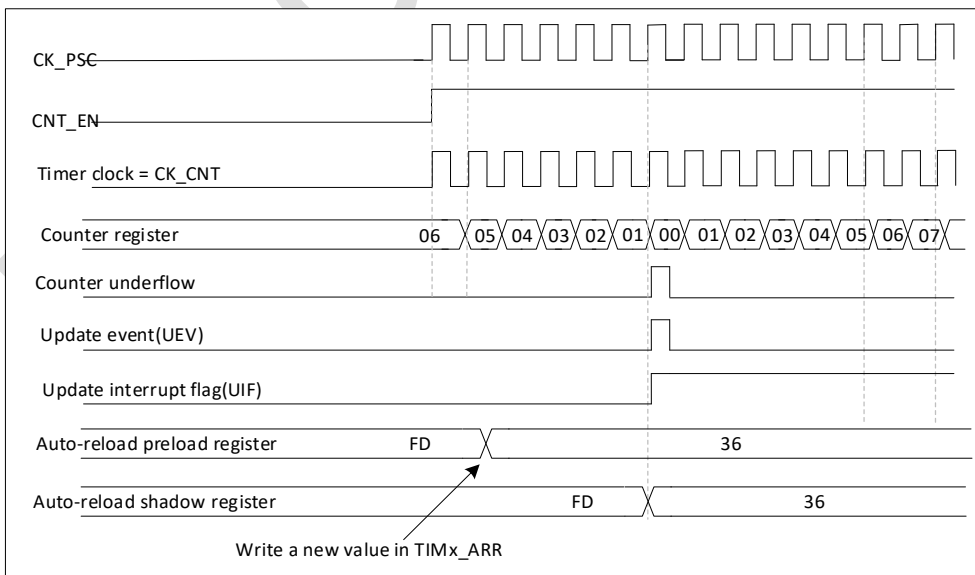 CK_PSC
CNT_EN
Timer clock = CK_CNT
Counter register 06 05 04 03 02 01 00 01 02 03 04 05 06 07
Counter underflow
Update event(UEV)
Update interrupt flag(UIF)
Auto-reload preload register FD 36
Auto-reload shadow register FD 36
Write a new value in TIMx_ARR